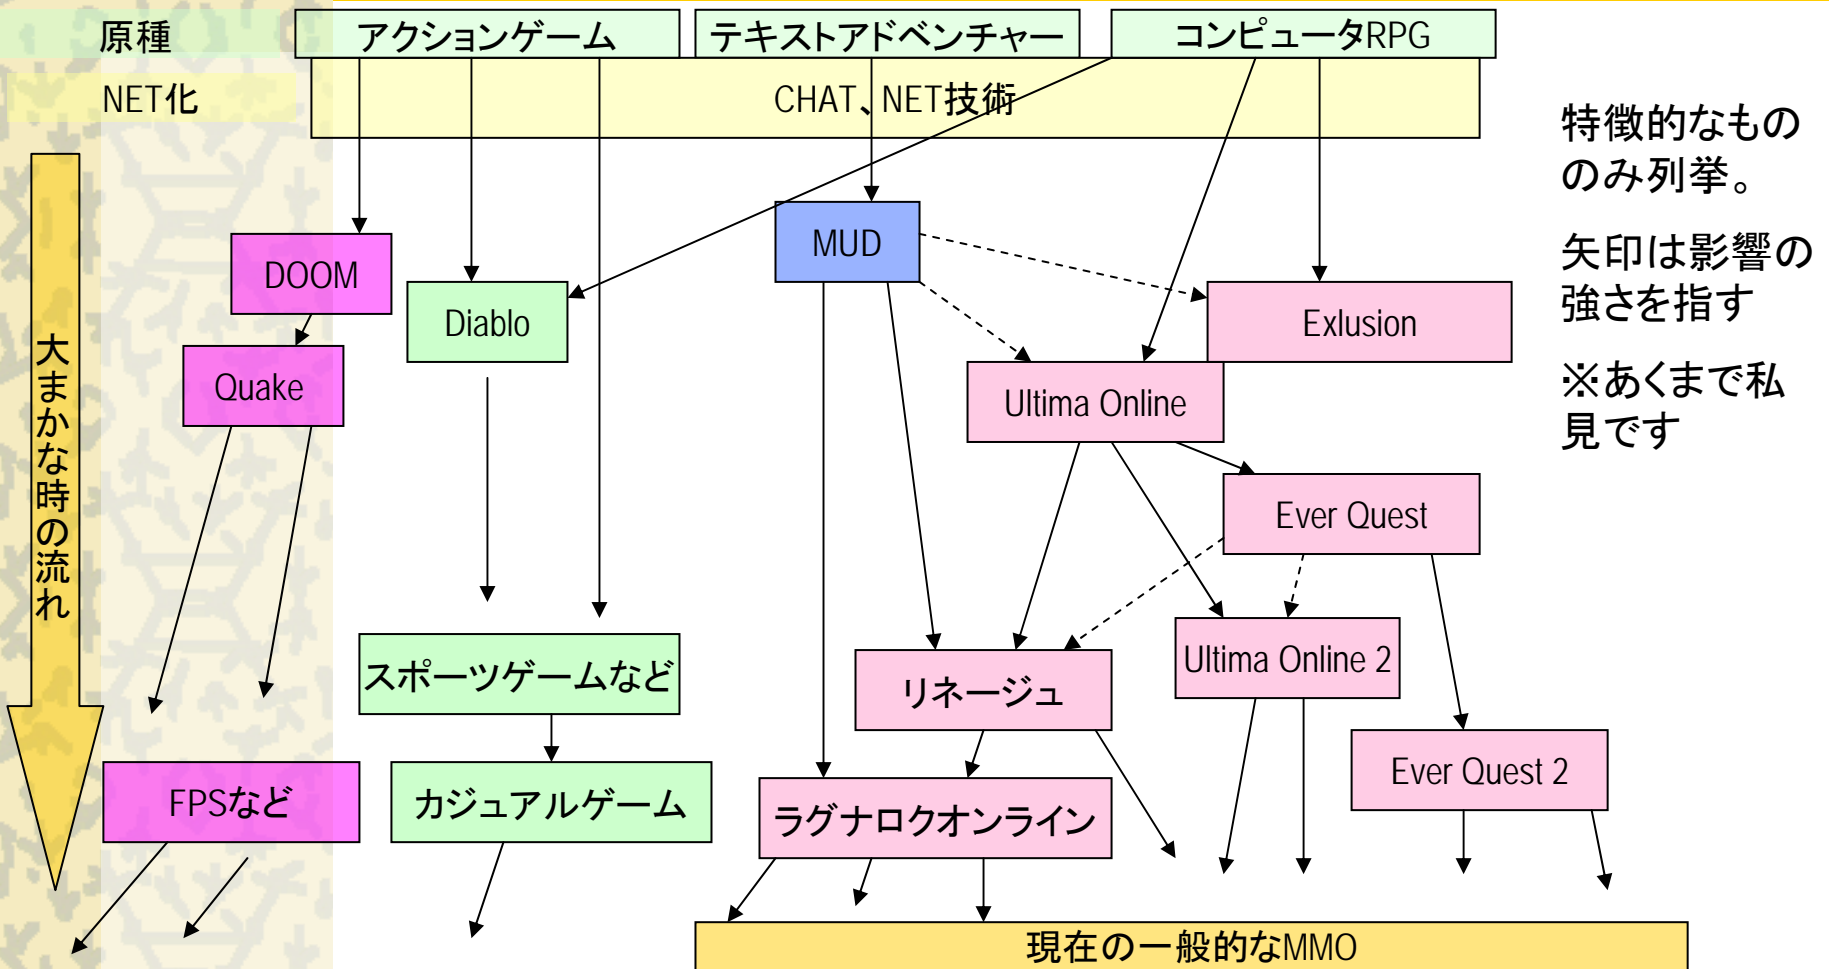 原種
アクションゲーム
テキストアドベンチャー
コンピュータRPG
NET化
CHAT、NET技術
特徴的なもの
のみ列挙。
矢印は影響の
強さを指す
※あくまで私
見です
大まかな時の流れ
MUD
DOOM
Diablo
Exlusion
Quake
Ultima Online
Ever Quest
スポーツゲームなど
リネージュ
Ultima Online 2
Ever Quest 2
FPSなど
カジュアルゲーム
ラグナロクオンライン
現在の一般的なMMO